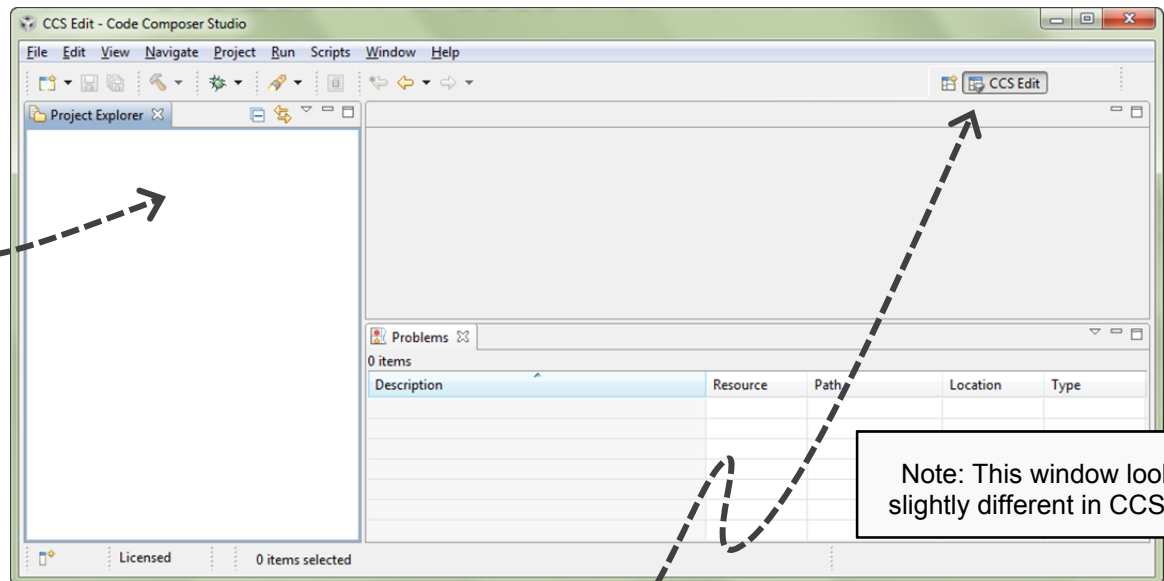 CCS Edit - Code Composer Studio
File Edit View Navigate Project Run Scripts Window Help
CCS Edit
Project Explorer
Problems
0 items
Description Resource Path Location Type
Note: This window
slightly different in CCS
Licensed 0 items selected